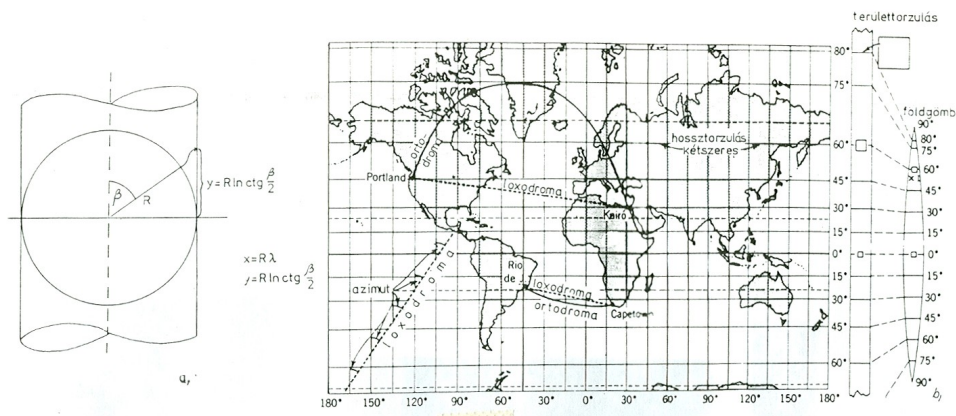 β
R
y=R ln ctg β/2
x=Rλ
y=R ln ctg β/2
a,
ortodroma
Portland
loxodroma
hossztorzulás
kétszeres
Kairó
azimut
loxodroma
Rio
de
loxodroma
ortodroma
Capetown
180° 150° 120° 90° 60° 30° 0° 30° 60° 90° 120° 150° 180°
80°
75°
60°
45°
30°
15°
0°
15°
30°
45°
60°
területtorzulás
földgömb
90°
80°
75°
60°
45°
30°
15°
0°
15°
30°
45°
60°
75°
90°
b,